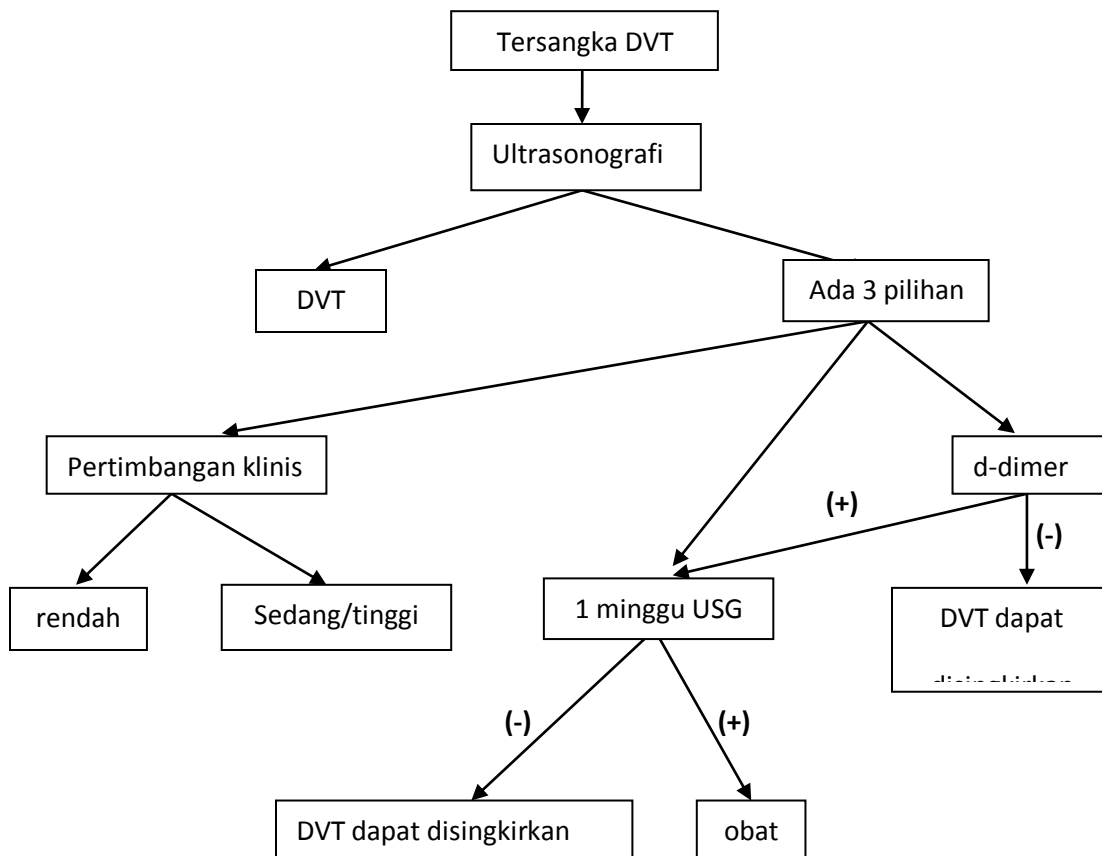 Tersangka DVT
Ultrasonografi
DVT
Ada 3 pilihan
Pertimbangan klinis
d-dimer
(+)
(-)
rendah
Sedang/tinggi
1 minggu USG
DVT dapat
disingkirkan
(-)
(+)
DVT dapat disingkirkan
obat